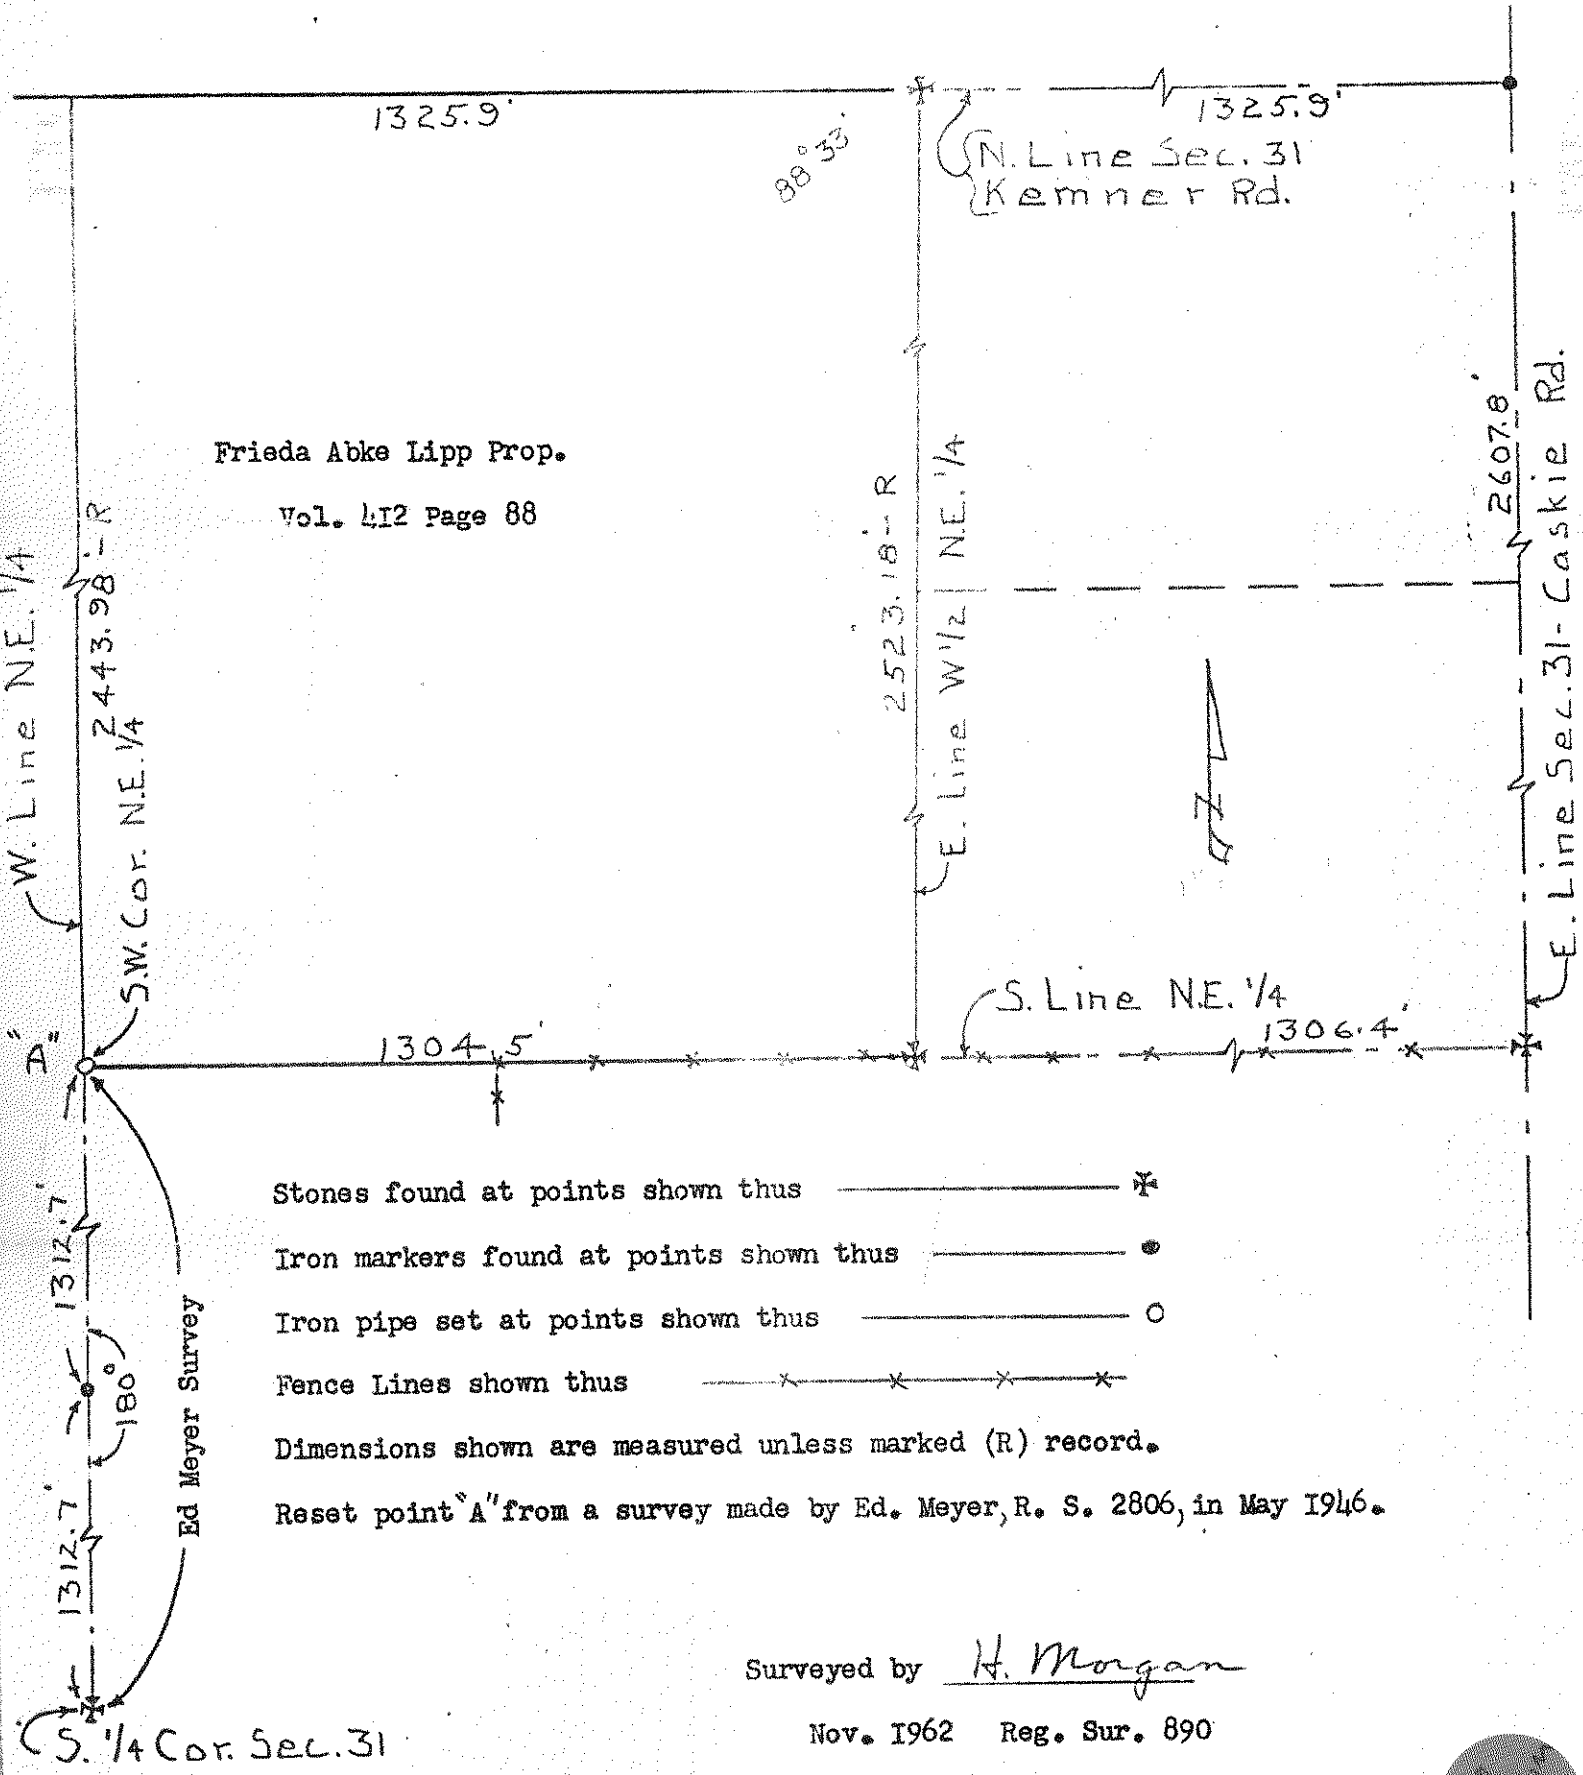 1325.9'
1325.9'
88°33'
N. Line Sec. 31
Kemner Rd.
Frieda Abke Lipp Prop.
Vol. 4I2 Page 88
W. Line N.E. 1/4
2443.98'-R
S.W. Cor. N.E. 1/4
2523.18'-R
E. Line W 1/2 N.E. 1/4
2607.8'
E. Line Sec. 31 - Caskie Rd.
N
S. Line N.E. 1/4
"A"
1304.5'
1306.4'
1312.7'
180°
1312.7'
Ed Meyer Survey
Stones found at points shown thus
Iron markers found at points shown thus
Iron pipe set at points shown thus
Fence Lines shown thus
Dimensions shown are measured unless marked (R) record.
Reset point "A" from a survey made by Ed. Meyer, R. S. 2806, in May I946.
Surveyed by H. Morgan
Nov. I962 Reg. Sur. 890
S. 1/4 Cor. Sec. 31